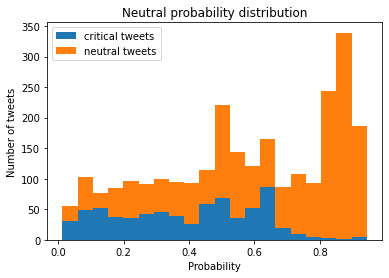 Neutral probability distribution
critical tweets
neutral tweets
Number of tweets
350
300
250
200
150
100
50
0
0.0 0.2 0.4 0.6 0.8
Probability